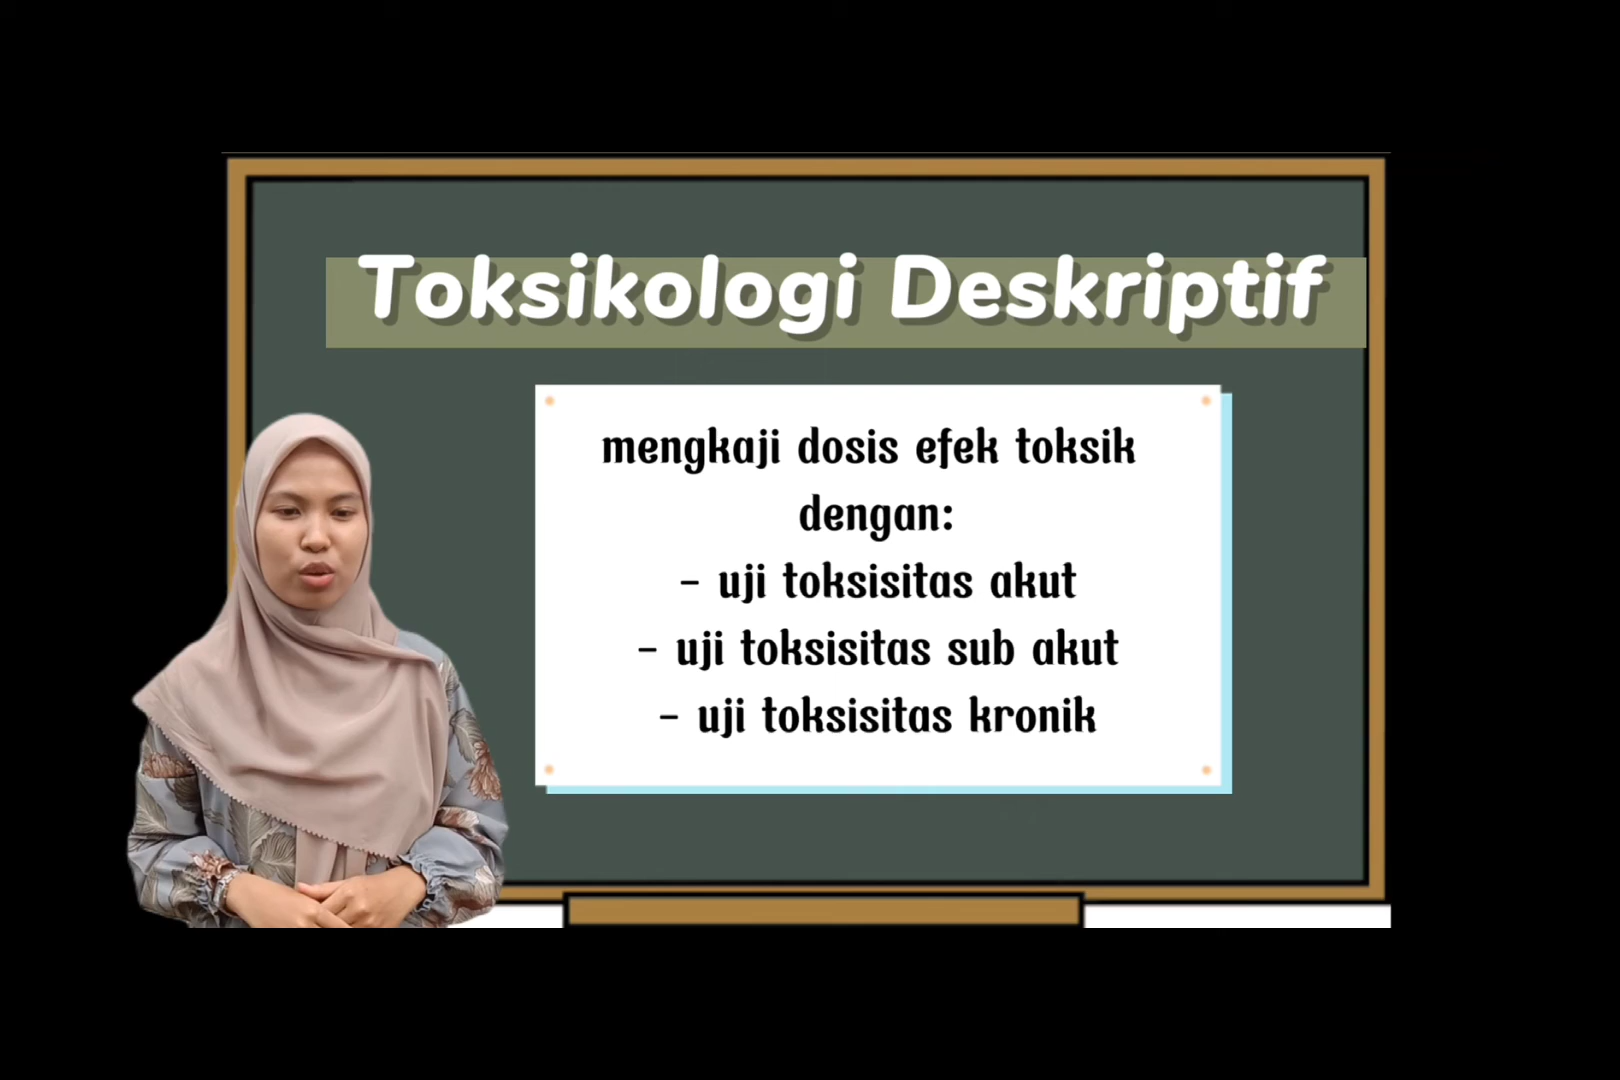 Toksikologi Deskriptif
mengkaji dosis efek toksik
dengan:
- uji toksisitas akut
- uji toksisitas sub akut
- uji toksisitas kronik